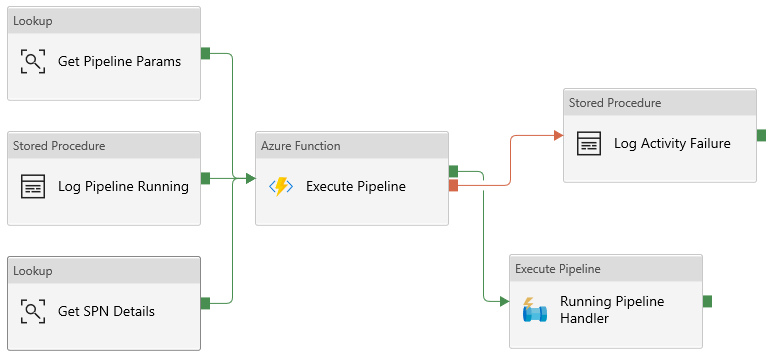 Lookup
Get Pipeline Params
Stored Procedure
Log Pipeline Running
Lookup
Get SPN Details
Azure Function
Execute Pipeline
Stored Procedure
Log Activity Failure
Execute Pipeline
Running Pipeline
Handler